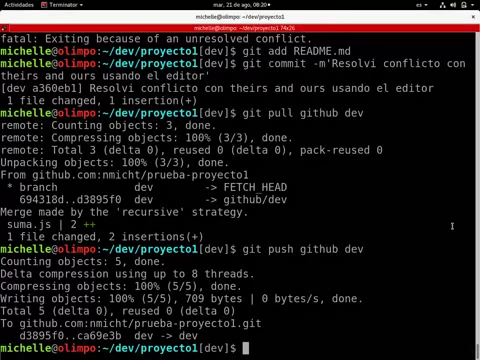 Actividades Terminator mar, 21 de ago, 08:20 es
michelle@olimpo:~/dev/proyecto1
michelle@olimpo:~/dev/proyecto1 74x26
fatal: Exiting because of an unresolved conflict.
michelle@olimpo:~/dev/proyecto1[dev]$ git add README.md
michelle@olimpo:~/dev/proyecto1[dev]$ git commit -m'Resolvi conflicto con
theirs and ours usando el editor'
[dev a360eb1] Resolvi conflicto con theirs and ours usando el editor
1 file changed, 1 insertion(+)
michelle@olimpo:~/dev/proyecto1[dev]$ git pull github dev
remote: Counting objects: 3, done.
remote: Compressing objects: 100% (3/3), done.
remote: Total 3 (delta 0), reused 0 (delta 0), pack-reused 0
Unpacking objects: 100% (3/3), done.
From github.com:nmicht/prueba-proyecto1
* branch dev -> FETCH_HEAD
694318d..d3895f0 dev -> github/dev
Merge made by the 'recursive' strategy.
suma.js | 2 ++
1 file changed, 2 insertions(+)
michelle@olimpo:~/dev/proyecto1[dev]$ git push github dev
Counting objects: 5, done.
Delta compression using up to 8 threads.
Compressing objects: 100% (5/5), done.
Writing objects: 100% (5/5), 709 bytes | 0 bytes/s, done.
Total 5 (delta 0), reused 0 (delta 0)
To github.com:nmicht/prueba-proyecto1.git
d3895f0..ca69e3b dev -> dev
michelle@olimpo:~/dev/proyecto1[dev]$